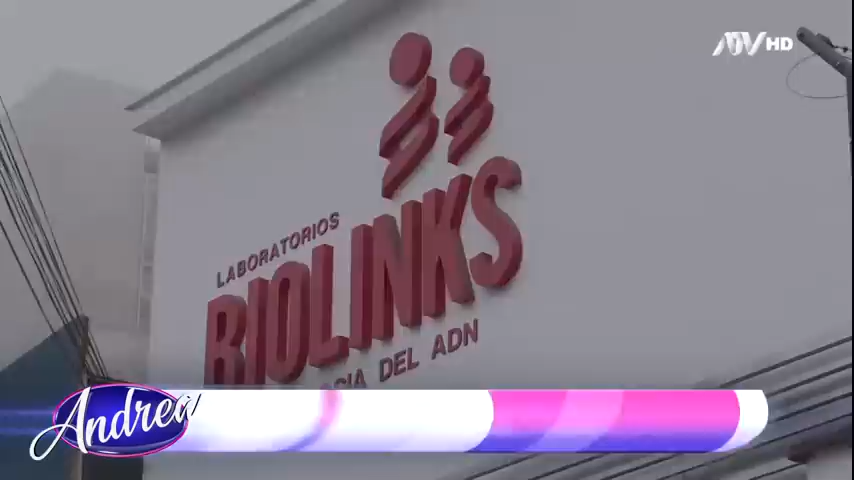 ATV HD
LABORATORIOS
BIOLINKS
DEL ADN
Andrea